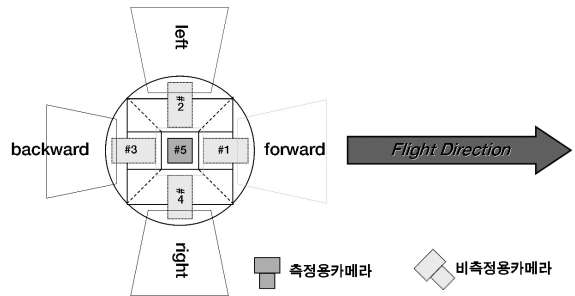 left
#
2
backward
#3
#5
#1
forward
Flight Direction
#
4
right
측정용카메라
비측정용카메라